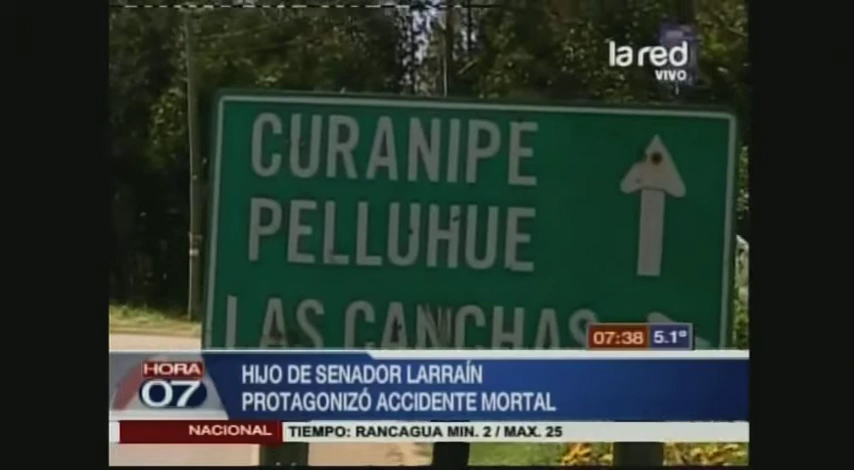 la red
VIVO
CURANIPE
PELLUHUE
LAS CANCHAS
07:38 5.1°
HORA
07
HIJO DE SENADOR LARRAÍN
PROTAGONIZÓ ACCIDENTE MORTAL
NACIONAL TIEMPO: RANCAGUA MIN. 2 / MAX. 25